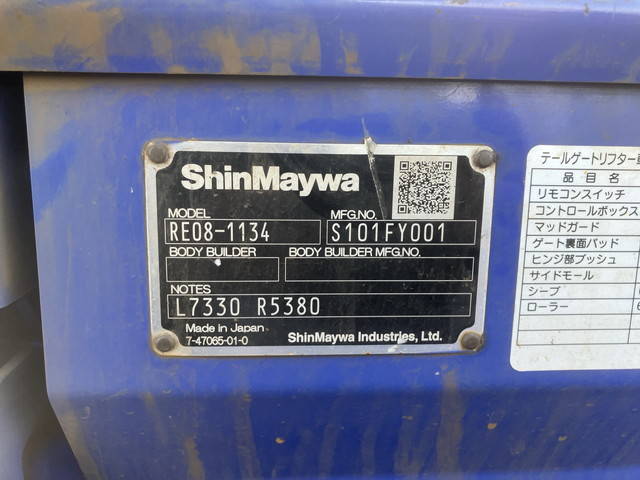 ShinMaywa
MODEL
RE08-1134
MFG.NO.
S101FY001
BODY BUILDER
BODY BUILDER MFG.NO.
NOTES
L7330 R5380
Made in Japan
7-47065-01-0
ShinMaywa Industries, Ltd.
テールゲートリフター
品目名
リモコンスイッチ
コントロールボックス
マッドガード
ゲート裏面パッド
ヒンジ部ブッシュ
サイドモール
シーブ
ローラー